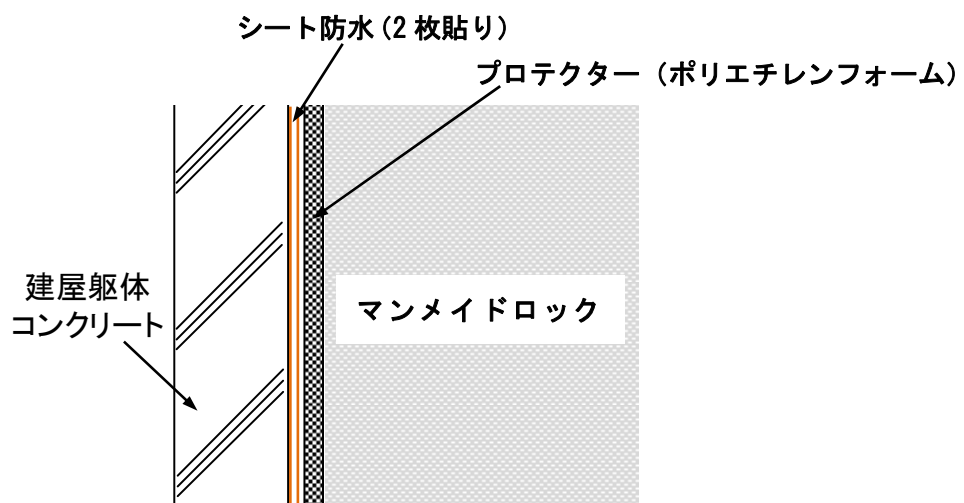 シート防水(2枚貼り)
プロテクター(ポリエチレンフォーム)
建屋躯体
コンクリート
マンメイドロック